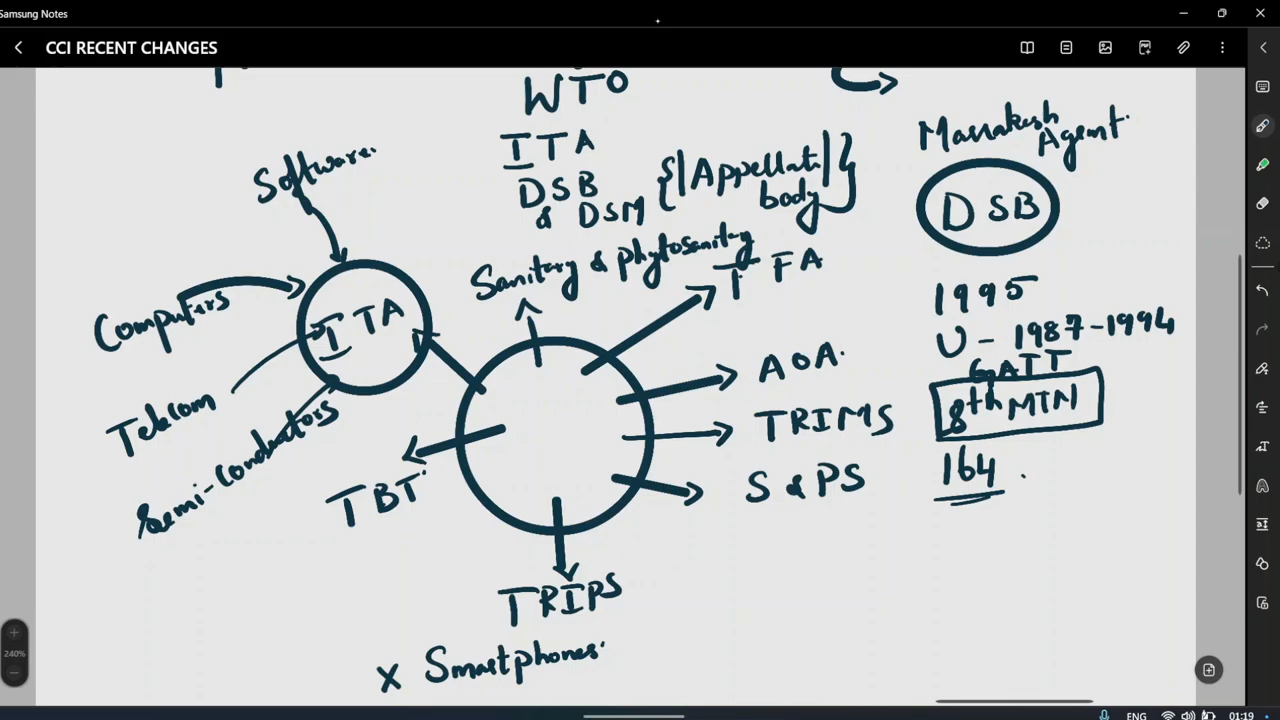 Samsung Notes
CCI RECENT CHANGES
WTO
ITA
DSB
& DSM
{|Appellate|
body}
Marrakesh
Agent.
DSB
1995
U - 1987-1994
GATT
8th MTN
164
Software.
Computers
Telecom
Semi-conductors
ITA
Sanitary & phytosanitary
TFA
AOA.
TRIMS
S & PS
TBT
TRIPS
x Smartphones
240%
ENG
01:19